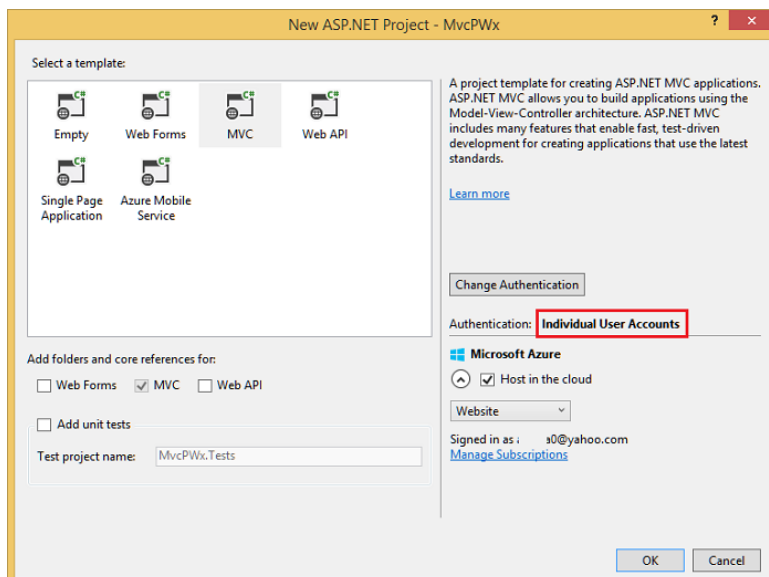 New ASP.NET Project - MvcPWx
?
Select a template:
C#
C#
C#
C#
Empty
Web Forms
MVC
Web API
C#
C#
Single Page
Application
Azure Mobile
Service
A project template for creating ASP.NET MVC applications.
ASP.NET MVC allows you to build applications using the
Model-View-Controller architecture. ASP.NET MVC
includes many features that enable fast, test-driven
development for creating applications that use the latest
standards.
Learn more
Change Authentication
Authentication: Individual User Accounts
Add folders and core references for:
Web Forms
MVC
Web API
Add unit tests
Test project name:
MvcPWx.Tests
Microsoft Azure
Host in the cloud
Website
Signed in as a0@yahoo.com
Manage Subscriptions
OK
Cancel